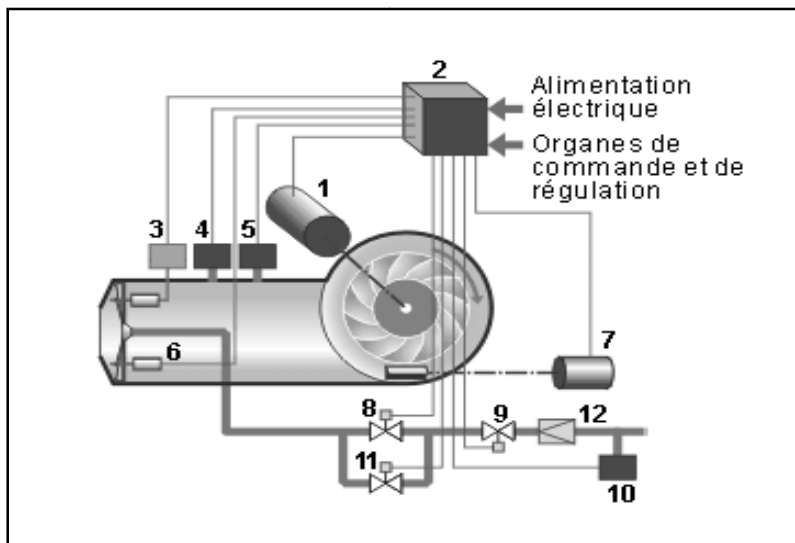 2
Alimentation
électrique
Organes de
commande et de
régulation
1
3 4 5
6
7
8 9 12
11
10